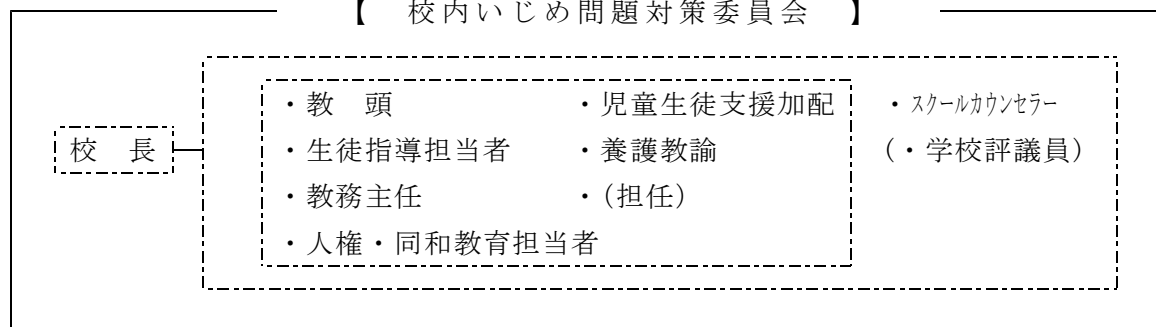 【 校内いじめ問題対策委員会 】
・教 頭 ・児童生徒支援加配 ・スクールカウンセラー
校 長 ・生徒指導担当者 ・養護教諭 (・学校評議員)
・教務主任 ・(担任)
・人権・同和教育担当者